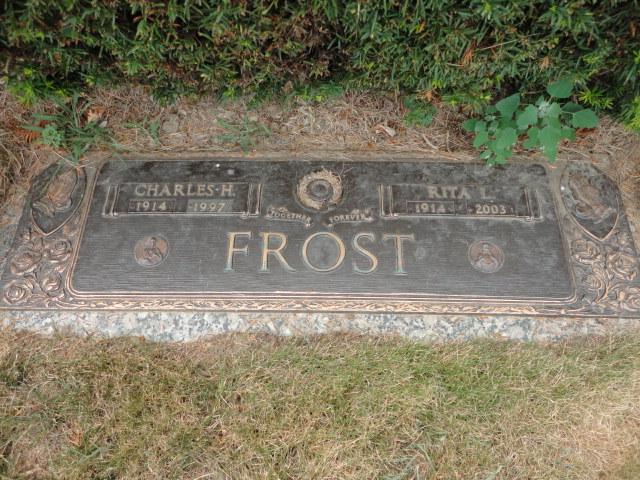 CHARLES·H.
1914 1997
TOGETHER FOREVER
RITA L.
1914 2003
FROST